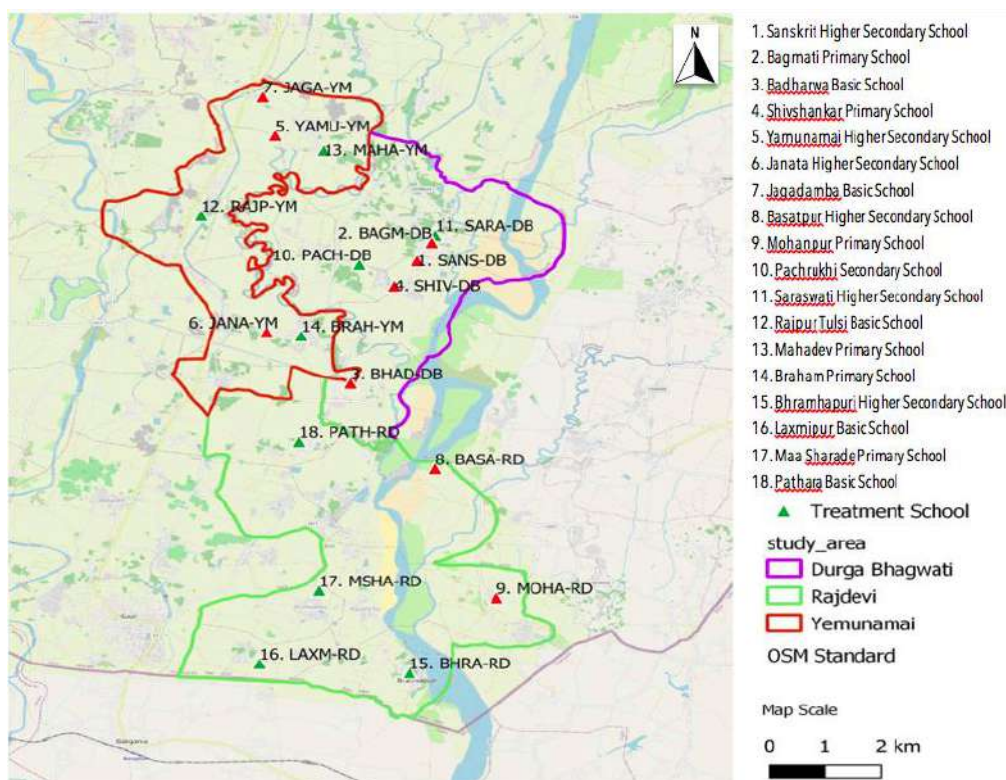 N
7. JAGA-YM
5. YAMU-YM
13. MAHA-YM
12. RAJP-YM
2. BAGM-DB
11. SARA-DB
10. PACH-DB
1. SANS-DB
4. SHIV-DB
6. JANA-YM
14. BRAH-YM
3. BHAD-DB
18. PATH-RD
8. BASA-RD
17. MSHA-RD
9. MOHA-RD
16. LAXM-RD
15. BHRA-RD
1. Sanskrit Higher Secondary School
2. Bagmati Primary School
3. Badharwa Basic School
4. Shivshankar Primary School
5. Yamunamai Higher Secondary School
6. Janata Higher Secondary School
7. Jagadamba Basic School
8. Basatpur Higher Secondary School
9. Mohanpur Primary School
10. Pachrukhi Secondary School
11. Saraswati Higher Secondary School
12. Rajpur Tulsi Basic School
13. Mahadev Primary School
14. Braham Primary School
15. Bhramhapuri Higher Secondary School
16. Laxmipur Basic School
17. Maa Sharade Primary School
18. Pathara Basic School
Treatment School
study_area
Durga Bhagwati
Rajdevi
Yemunamai
OSM Standard
Map Scale
0 1 2 km